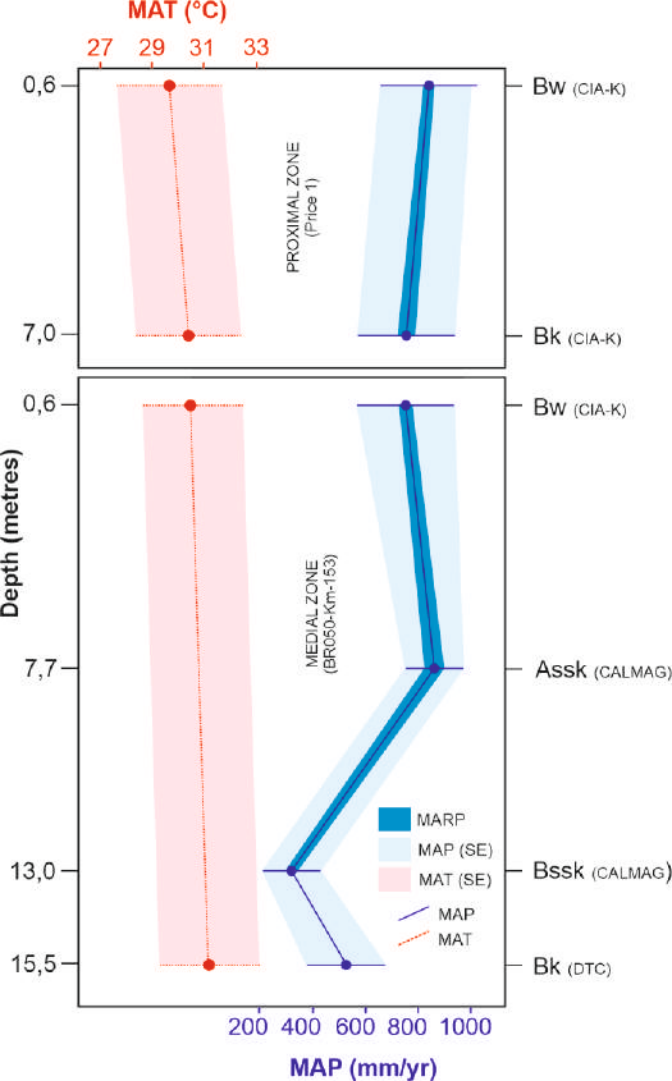 MAT (°C)
27 29 31 33
0,6
Bw (CIA-K)
PROXIMAL ZONE
(Price 1)
7,0
Bk (CIA-K)
0,6
Bw (CIA-K)
Depth (metres)
MEDIAL ZONE
(BR050-Km-153)
7,7
Assk (CALMAG)
MARP
MAP (SE)
13,0
Bssk (CALMAG)
MAT (SE)
MAP
MAT
15,5
Bk (DTC)
200 400 600 800 1000
MAP (mm/yr)